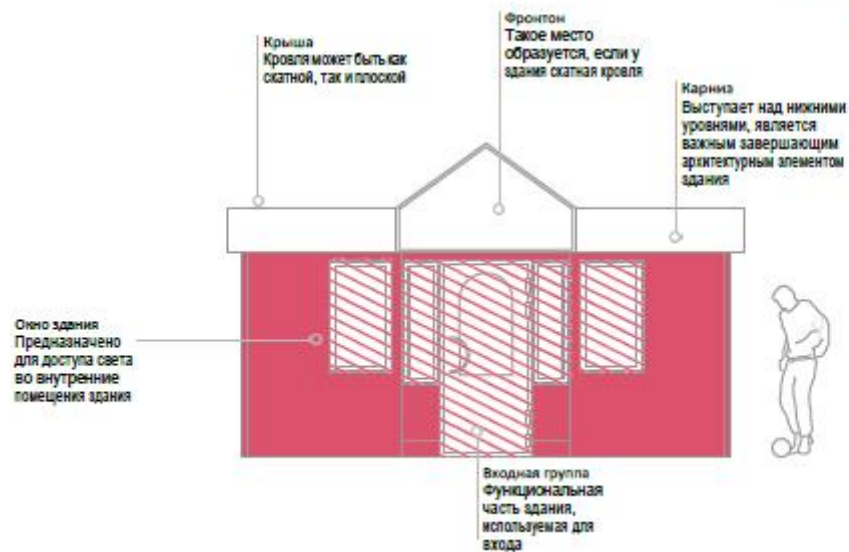 Фронтон
Такое место
образуется, если у
здания скатная кровля
Крыша
Кровля может быть как
скатной, так и плоской
Карниз
Выступает над нижними
уровнями, является
важным завершающим
архитектурным элементом
здания
Окно здания
Предназначено
для доступа света
во внутренние
помещения здания
Входная группа
Функциональная
часть здания,
используемая для
входа